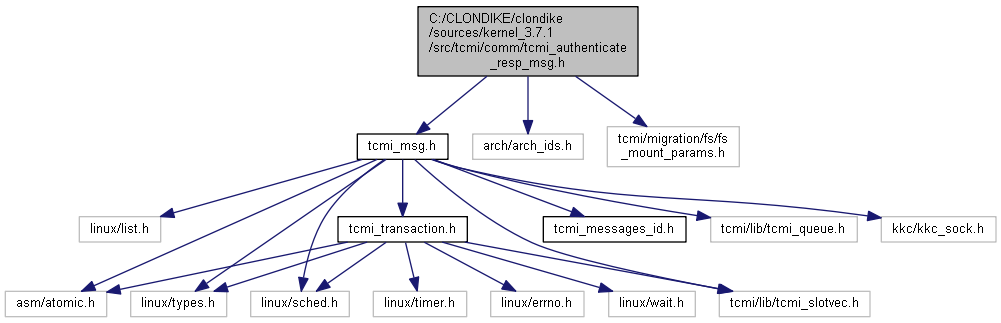 C:/CLONDIKE/clondike
/sources/kernel_3.7.1
/src/tcmi/comm/tcmi_authenticate
_resp_msg.h
tcmi_msg.h
arch/arch_ids.h
tcmi/migration/fs/fs
_mount_params.h
linux/list.h
tcmi_transaction.h
tcmi_messages_id.h
tcmi/lib/tcmi_queue.h
kkc/kkc_sock.h
asm/atomic.h
linux/types.h
linux/sched.h
linux/timer.h
linux/errno.h
linux/wait.h
tcmi/lib/tcmi_slotvec.h